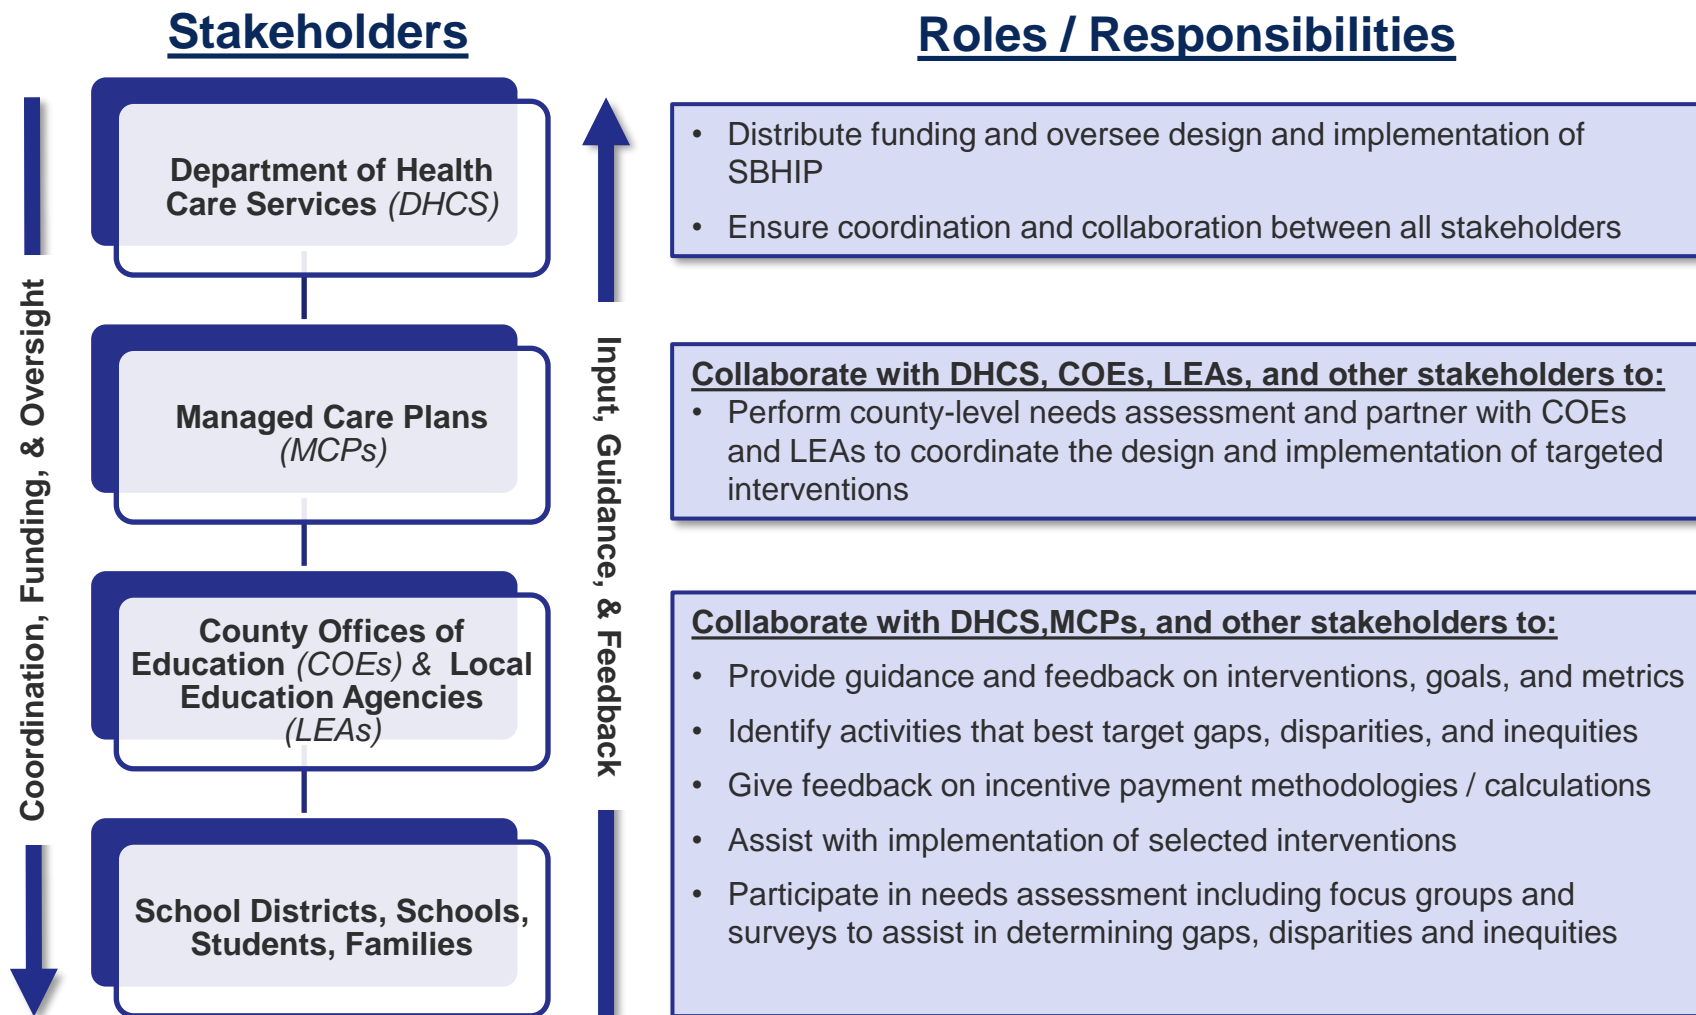 Stakeholders
Roles / Responsibilities
Coordination, Funding, & Oversight
Department of Health
Care Services (DHCS)
Managed Care Plans
(MCPs)
County Offices of
Education (COEs) & Local
Education Agencies
(LEAs)
School Districts, Schools,
Students, Families
Input, Guidance, & Feedback
• Distribute funding and oversee design and implementation of
SBHIP
• Ensure coordination and collaboration between all stakeholders
Collaborate with DHCS, COEs, LEAs, and other stakeholders to:
• Perform county-level needs assessment and partner with COEs
and LEAs to coordinate the design and implementation of targeted
interventions
Collaborate with DHCS,MCPs, and other stakeholders to:
• Provide guidance and feedback on interventions, goals, and metrics
• Identify activities that best target gaps, disparities, and inequities
• Give feedback on incentive payment methodologies / calculations
• Assist with implementation of selected interventions
• Participate in needs assessment including focus groups and
surveys to assist in determining gaps, disparities and inequities